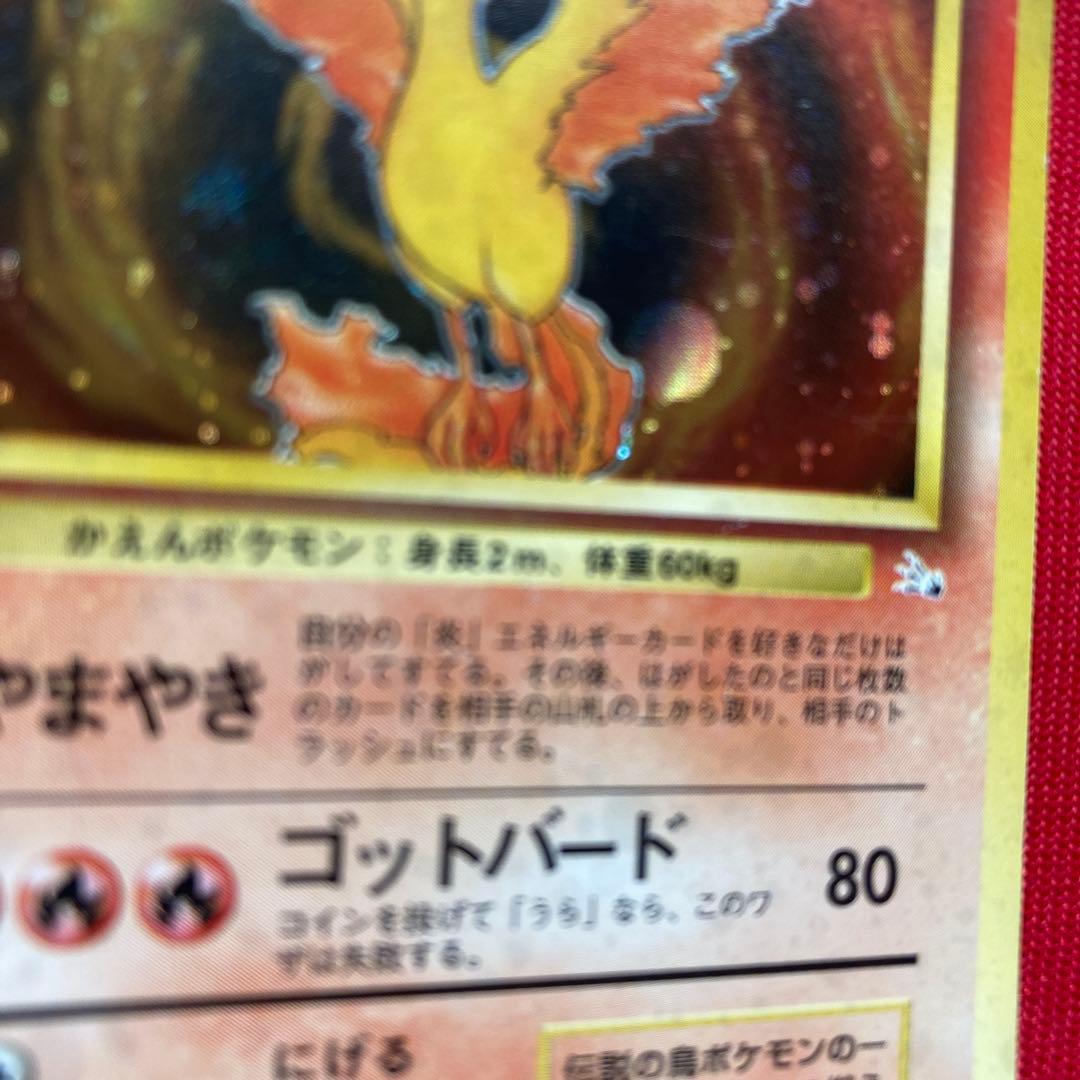 かえんポケモン：身長2m、体重60kg
やまやき
自分の「炎」エネルギーカードを好きなだけは
がしてすてる。その後、はがしたのと同じ枚数
のカードを相手の山札の上から取り、相手のト
ラッシュにすてる。
ゴットバード 80
コインを投げて「うら」なら、このワ
ザは失敗する。
にげる
伝説の鳥ポケモンの一